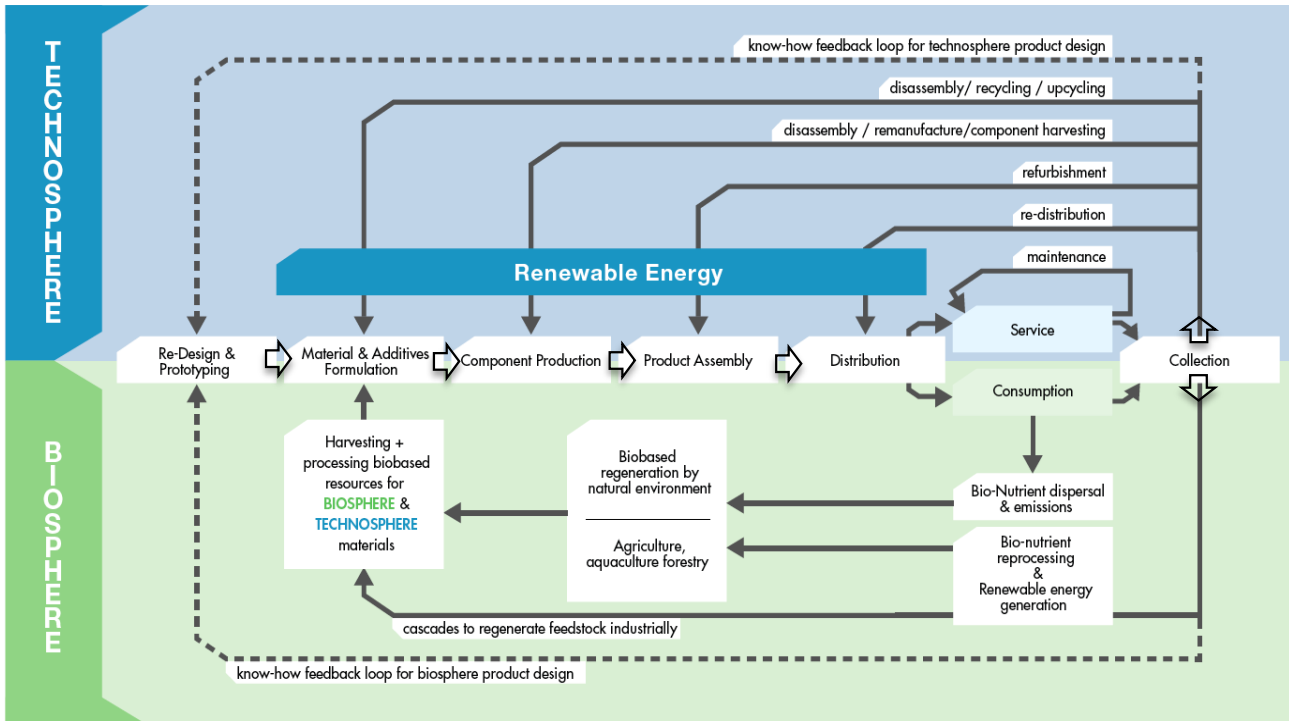 TECHNOSPHERE
know-how feedback loop for technosphere product design
disassembly/ recycling / upcycling
disassembly / remanufacture/component harvesting
refurbishment
re-distribution
maintenance
Renewable Energy
Re-Design &
Prototyping
Material & Additives
Formulation
Component Production
Product Assembly
Distribution
Service
Consumption
Collection
BIOSPHERE
Harvesting +
processing biobased
resources for
BIOSPHERE &
TECHNOSPHERE
materials
Biobased
regeneration by
natural environment
Agriculture,
aquaculture forestry
Bio-Nutrient dispersal
& emissions
Bio-nutrient
reprocessing
&
Renewable energy
generation
cascades to regenerate feedstock industrially
know-how feedback loop for biosphere product design